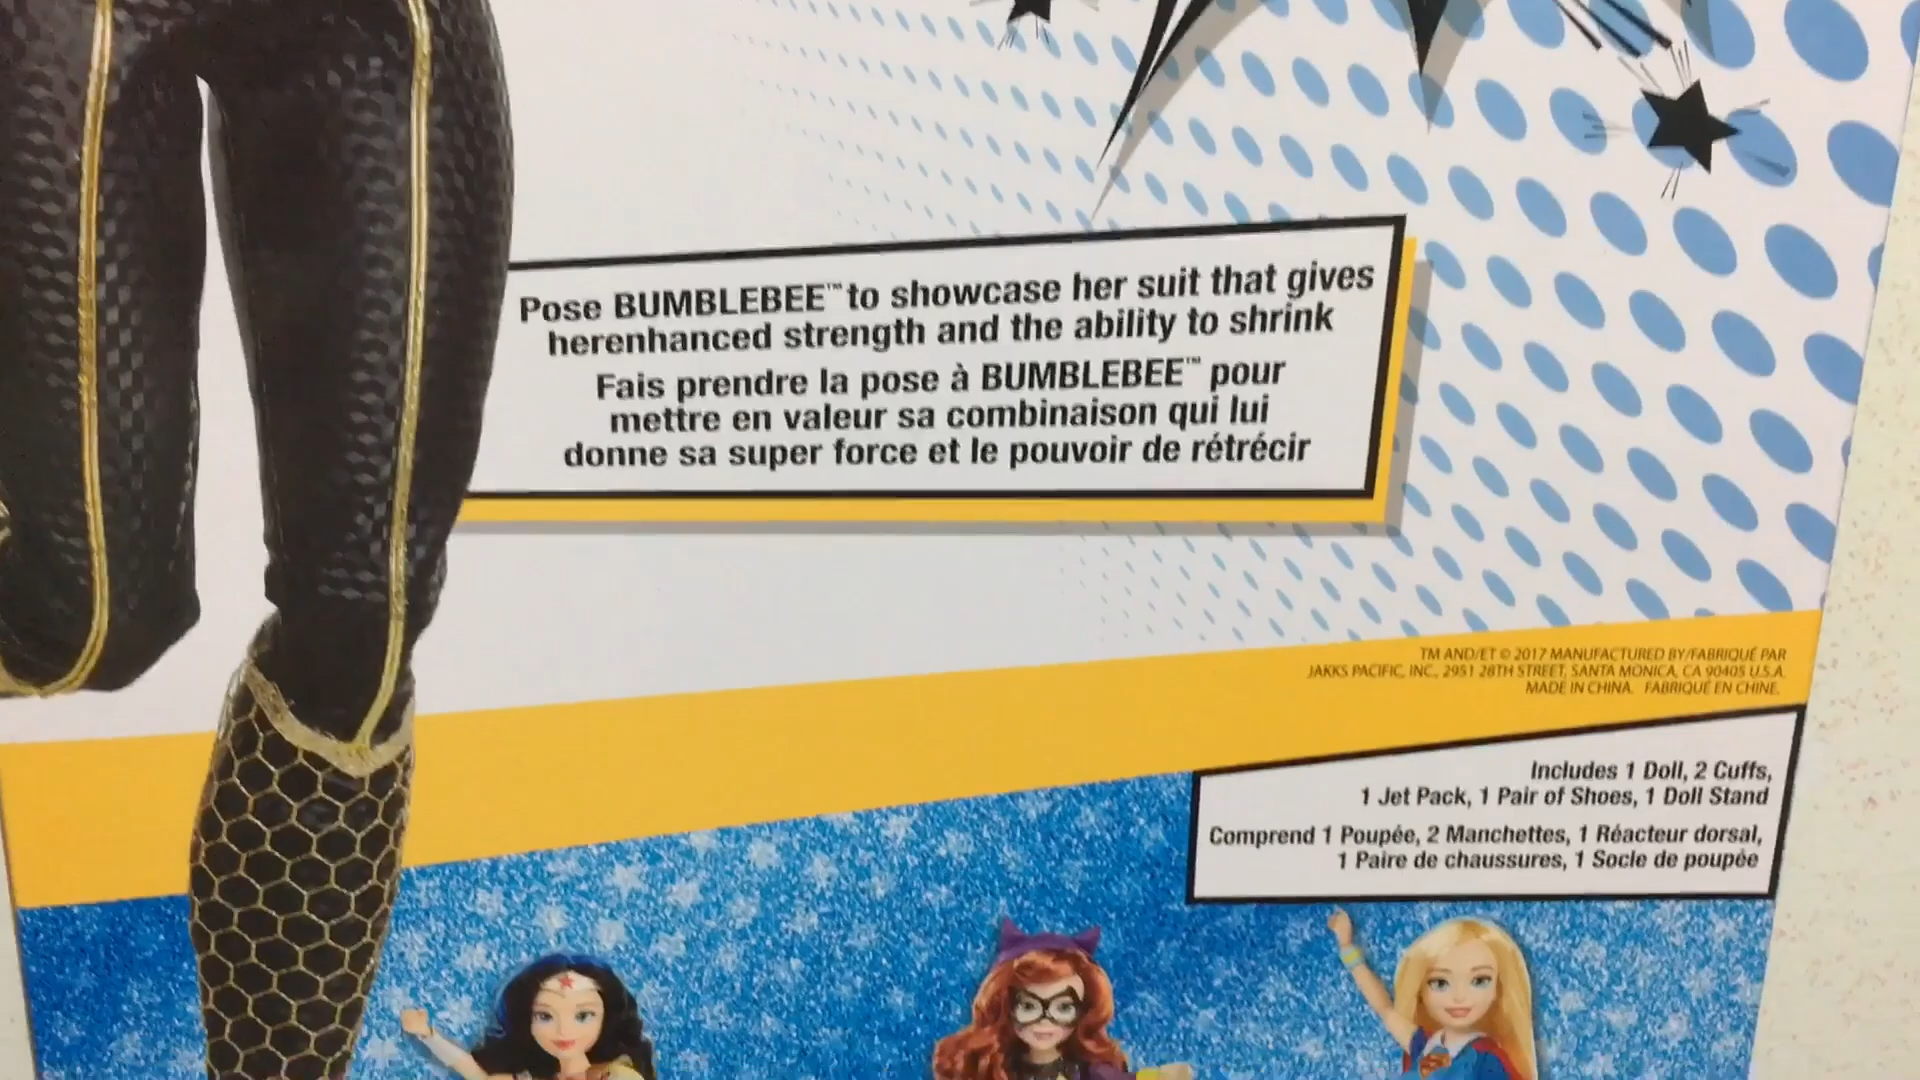 Pose BUMBLEBEE™ to showcase her suit that gives
herenhanced strength and the ability to shrink
Fais prendre la pose à BUMBLEBEE™ pour
mettre en valeur sa combinaison qui lui
donne sa super force et le pouvoir de rétrécir
TM AND/ET © 2017 MANUFACTURED BY/FABRIQUÉ PAR
JAKKS PACIFIC, INC., 2951 28TH STREET, SANTA MONICA, CA 90405 U.S.A.
MADE IN CHINA. FABRIQUÉ EN CHINE.
Includes 1 Doll, 2 Cuffs,
1 Jet Pack, 1 Pair of Shoes, 1 Doll Stand
Comprend 1 Poupée, 2 Manchettes, 1 Réacteur dorsal,
1 Paire de chaussures, 1 Socle de poupée